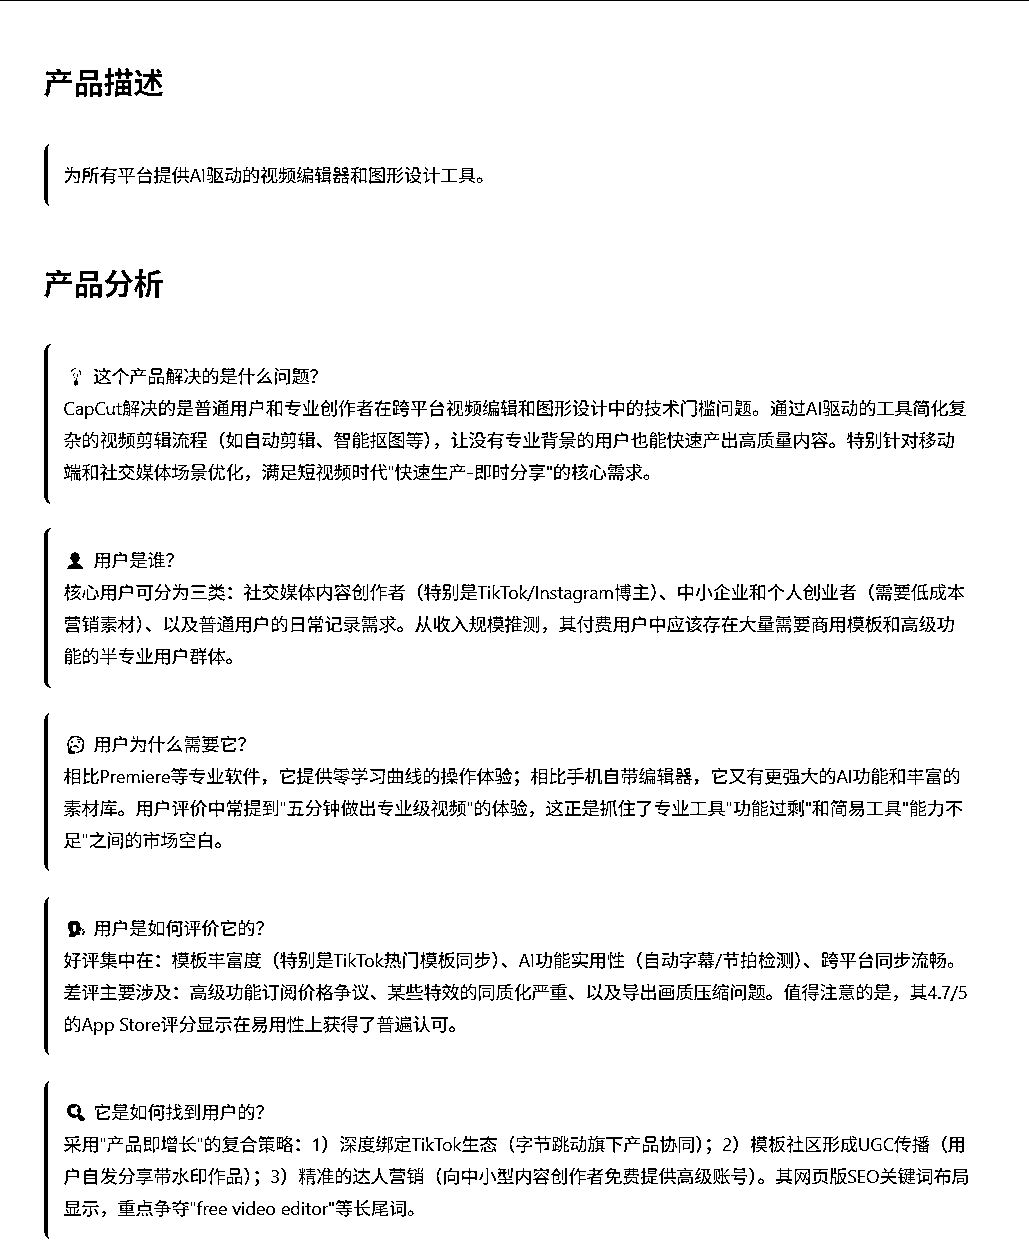 产品描述
为所有平台提供AI驱动的视频编辑器和图形设计工具。
产品分析
这个产品解决的是什么问题？
CapCut解决的是普通用户和专业创作者在跨平台视频编辑和图形设计中的技术门槛问题。通过AI驱动的工具简化复
杂的视频剪辑流程（如自动剪辑、智能抠图等），让没有专业背景的用户也能快速产出高质量内容。特别针对移动
端和社交媒体场景优化，满足短视频时代"快速生产-即时分享"的核心需求。
用户是谁？
核心用户可分为三类：社交媒体内容创作者（特别是TikTok/Instagram博主）、中小企业和个人创业者（需要低成本
营销素材）、以及普通用户的日常记录需求。从收入规模推测，其付费用户中应该存在大量需要商用模板和高级功
能的半专业用户群体。
用户为什么需要它？
相比Premiere等专业软件，它提供零学习曲线的操作体验；相比手机自带编辑器，它又有更强大的AI功能和丰富的
素材库。用户评价中常提到"五分钟做出专业级视频"的体验，这正是抓住了专业工具"功能过剩"和简易工具"能力不
足"之间的市场空白。
用户是如何评价它的？
好评集中在：模板丰富度（特别是TikTok热门模板同步）、AI功能实用性（自动字幕/节拍检测）、跨平台同步流畅。
差评主要涉及：高级功能订阅价格争议、某些特效的同质化严重、以及导出画质压缩问题。值得注意的是，其4.7/5
的App Store评分显示在易用性上获得了普遍认可。
它是如何找到用户的？
采用"产品即增长"的复合策略：1）深度绑定TikTok生态（字节跳动旗下产品协同）；2）模板社区形成UGC传播（用
户自发分享带水印作品）；3）精准的达人营销（向中小型内容创作者免费提供高级账号）。其网页版SEO关键词布局
显示，重点争夺"free video editor"等长尾词。